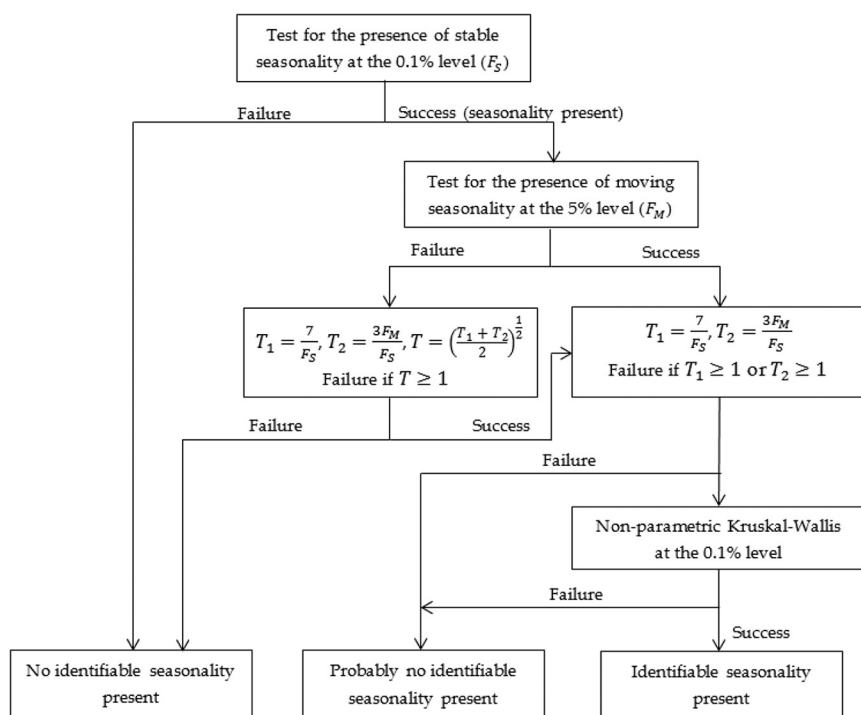 Test for the presence of stable
seasonality at the 0.1% level (F_S)
Failure
Success (seasonality present)
Test for the presence of moving
seasonality at the 5% level (F_M)
Failure
Success
T_1 = 7/F_S, T_2 = 3F_M/F_S, T = ((T_1 + T_2)/2)^(1/2)
Failure if T ≥ 1
T_1 = 7/F_S, T_2 = 3F_M/F_S
Failure if T_1 ≥ 1 or T_2 ≥ 1
Failure
Success
Failure
Non-parametric Kruskal-Wallis
at the 0.1% level
Failure
Success
No identifiable seasonality
present
Probably no identifiable
seasonality present
Identifiable seasonality
present